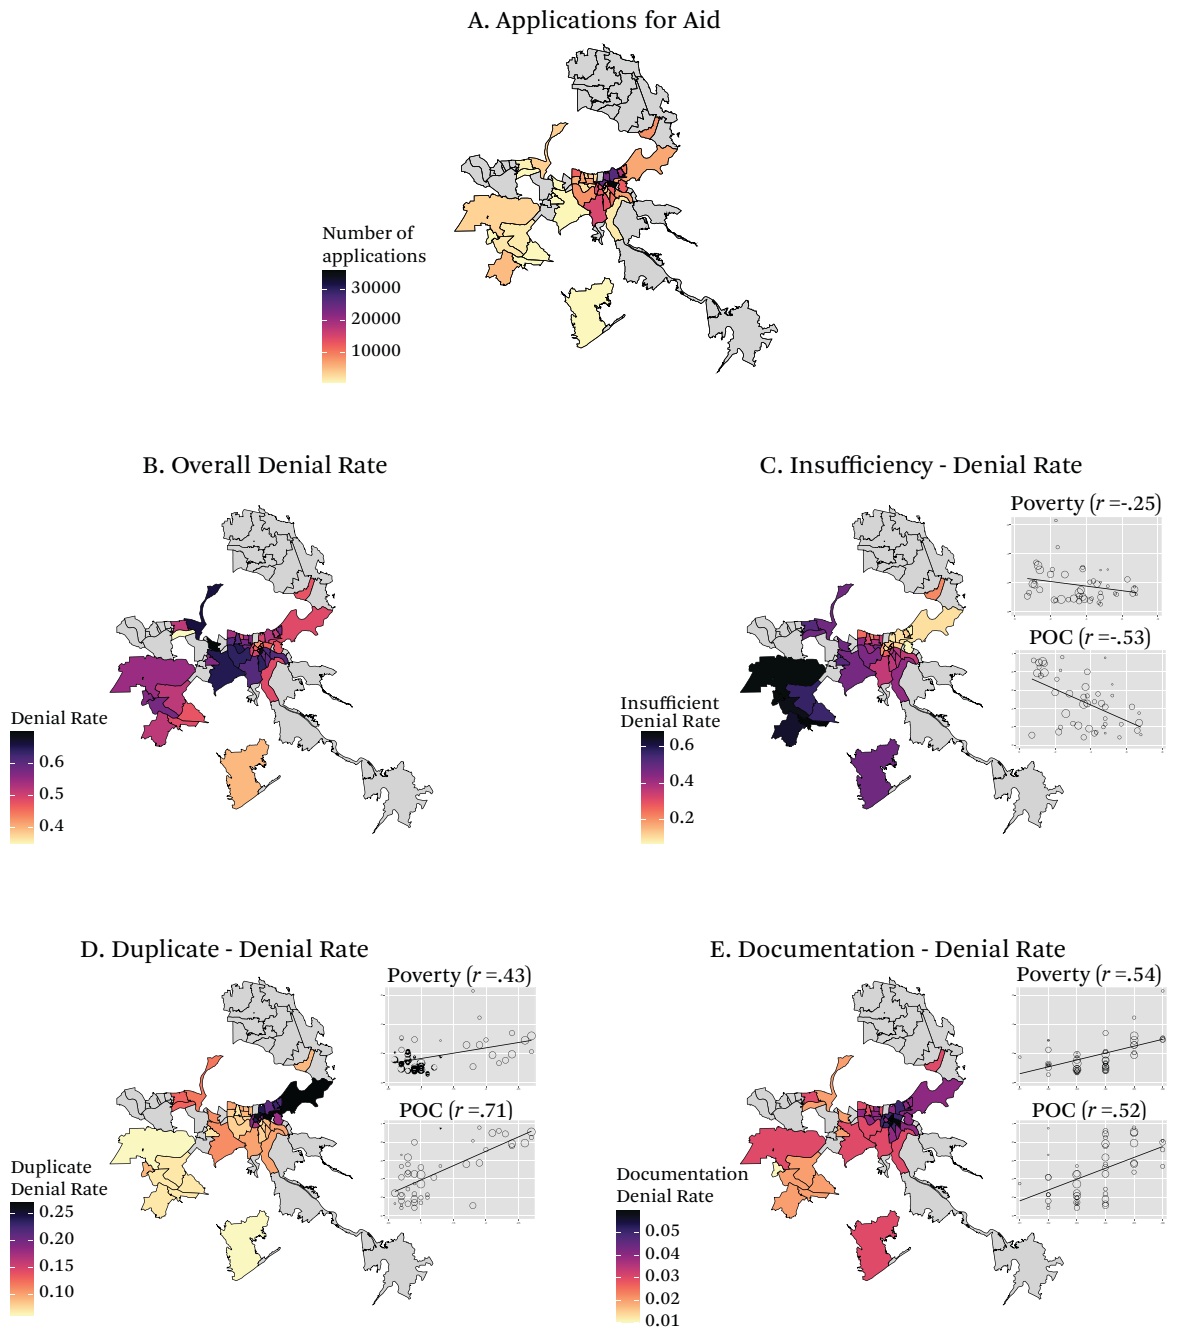 A. Applications for Aid
Number of
applications
30000
20000
10000
B. Overall Denial Rate
Denial Rate
0.6
0.5
0.4
C. Insufficiency - Denial Rate
Poverty (r =-.25)
POC (r =-.53)
Insufficient
Denial Rate
0.6
0.4
0.2
D. Duplicate - Denial Rate
Poverty (r =.43)
POC (r =.71)
Duplicate
Denial Rate
0.25
0.20
0.15
0.10
E. Documentation - Denial Rate
Poverty (r =.54)
POC (r =.52)
Documentation
Denial Rate
0.05
0.04
0.03
0.02
0.01